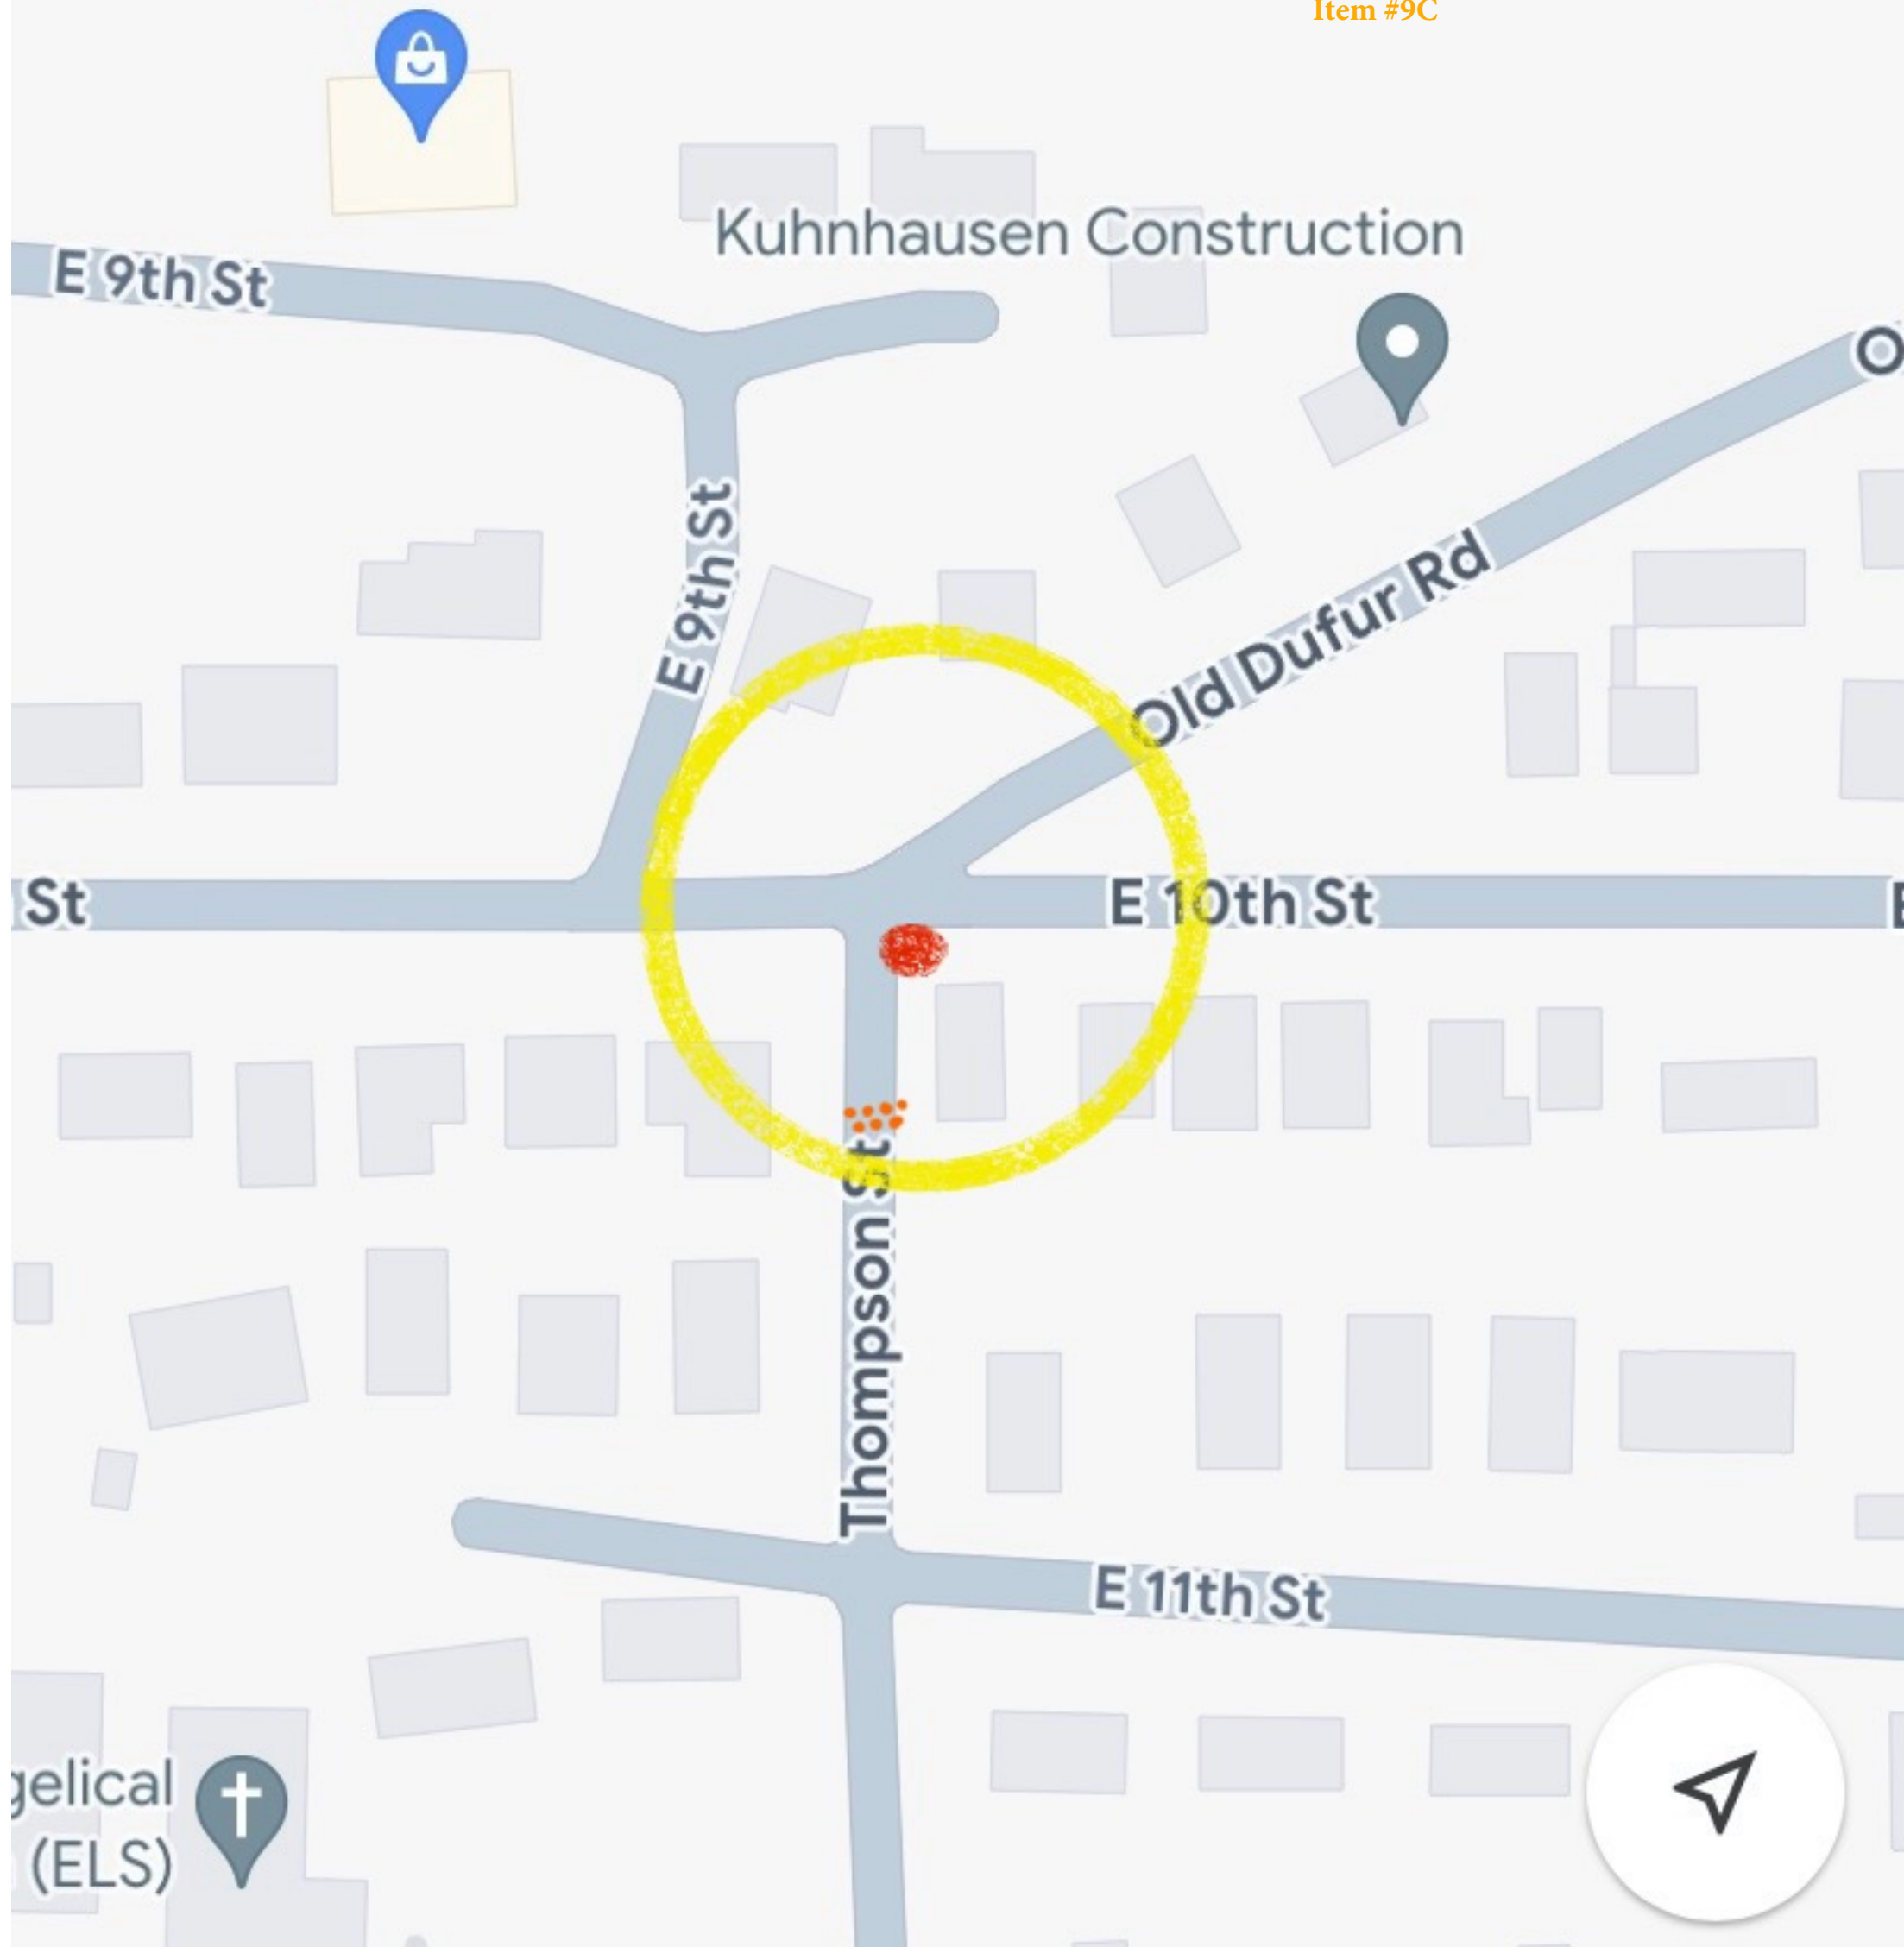 Item #9C
Kuhnhausen Construction
E 9th St
O
E 9th St
Old Dufur Rd
St
E 10th St
E
Thompson St
E 11th St
gelical
(ELS)